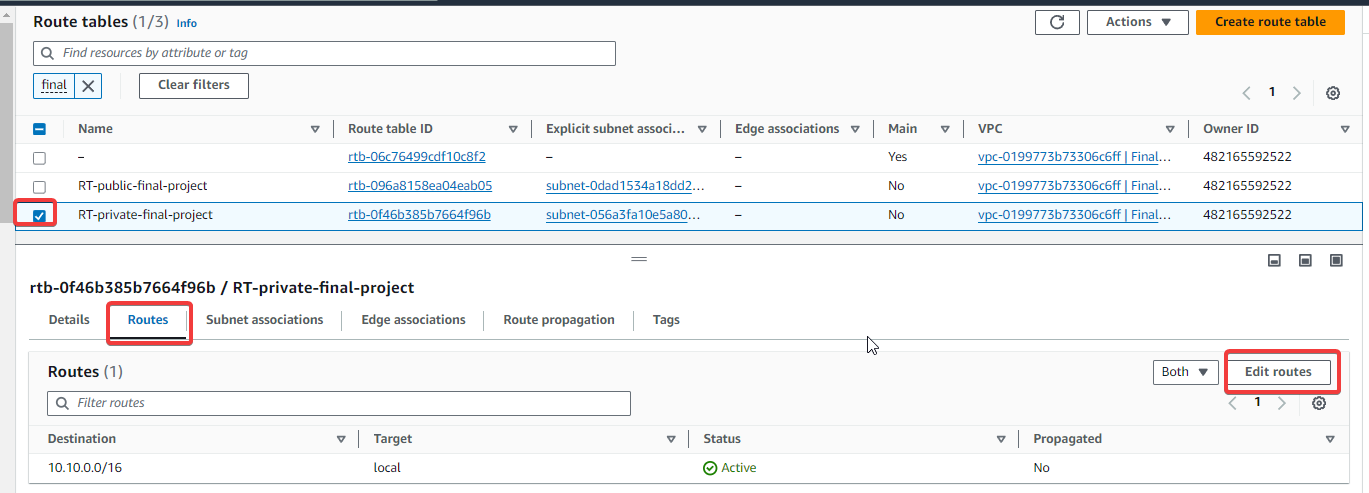 Route tables (1/3) Info
Actions
Create route table
Find resources by attribute or tag
final
Clear filters
1
Name Route table ID Explicit subnet associ... Edge associations Main VPC Owner ID
– rtb-06c76499cdf10c8f2 – – Yes vpc-0199773b73306c6ff | Final... 482165592522
RT-public-final-project rtb-096a8158ea04eab05 subnet-0dad1534a18dd2... – No vpc-0199773b73306c6ff | Final... 482165592522
RT-private-final-project rtb-0f46b385b7664f96b subnet-056a3fa10e5a80... – No vpc-0199773b73306c6ff | Final... 482165592522
rtb-0f46b385b7664f96b / RT-private-final-project
Details Routes Subnet associations Edge associations Route propagation Tags
Routes (1)
Both
Edit routes
Filter routes
1
Destination Target Status Propagated
10.10.0.0/16 local Active No